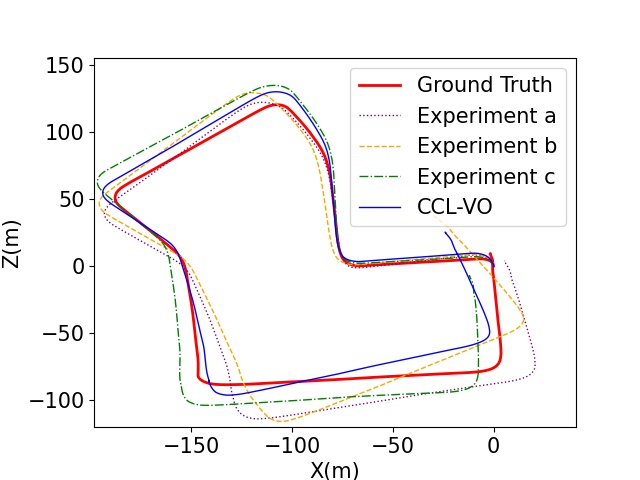 150
100
50
0
−50
−100
Z(m)
−150
−100
−50
0
X(m)
Ground Truth
Experiment a
Experiment b
Experiment c
CCL-VO